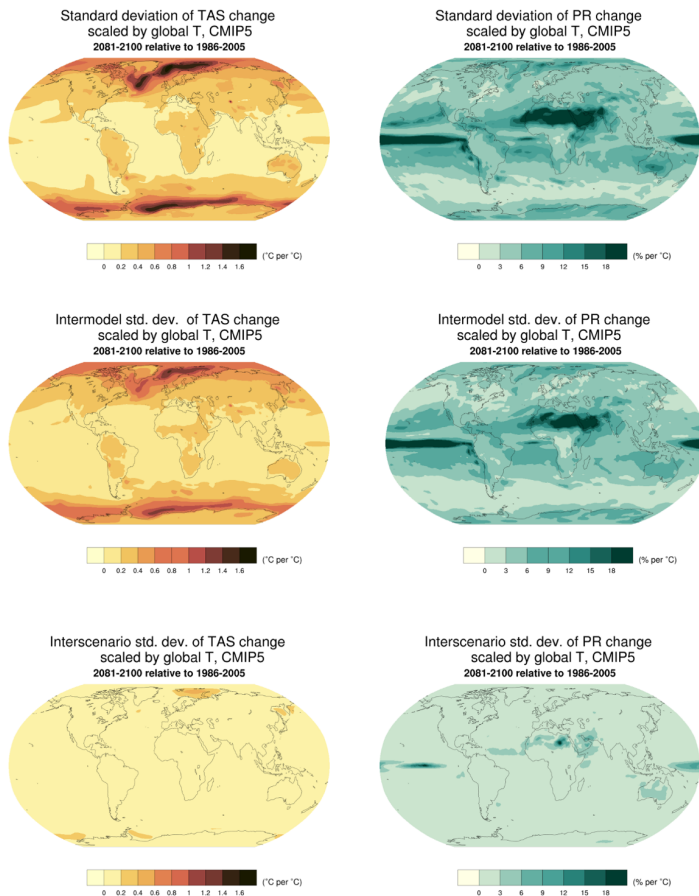 Standard deviation of TAS change
scaled by global T, CMIP5
2081-2100 relative to 1986-2005
0 0.2 0.4 0.6 0.8 1 1.2 1.4 1.6 (˚C per ˚C)
Standard deviation of PR change
scaled by global T, CMIP5
2081-2100 relative to 1986-2005
0 3 6 9 12 15 18 (% per ˚C)
Intermodel std. dev. of TAS change
scaled by global T, CMIP5
2081-2100 relative to 1986-2005
0 0.2 0.4 0.6 0.8 1 1.2 1.4 1.6 (˚C per ˚C)
Intermodel std. dev. of PR change
scaled by global T, CMIP5
2081-2100 relative to 1986-2005
0 3 6 9 12 15 18 (% per ˚C)
Interscenario std. dev. of TAS change
scaled by global T, CMIP5
2081-2100 relative to 1986-2005
0 0.2 0.4 0.6 0.8 1 1.2 1.4 1.6 (˚C per ˚C)
Interscenario std. dev. of PR change
scaled by global T, CMIP5
2081-2100 relative to 1986-2005
0 3 6 9 12 15 18 (% per ˚C)